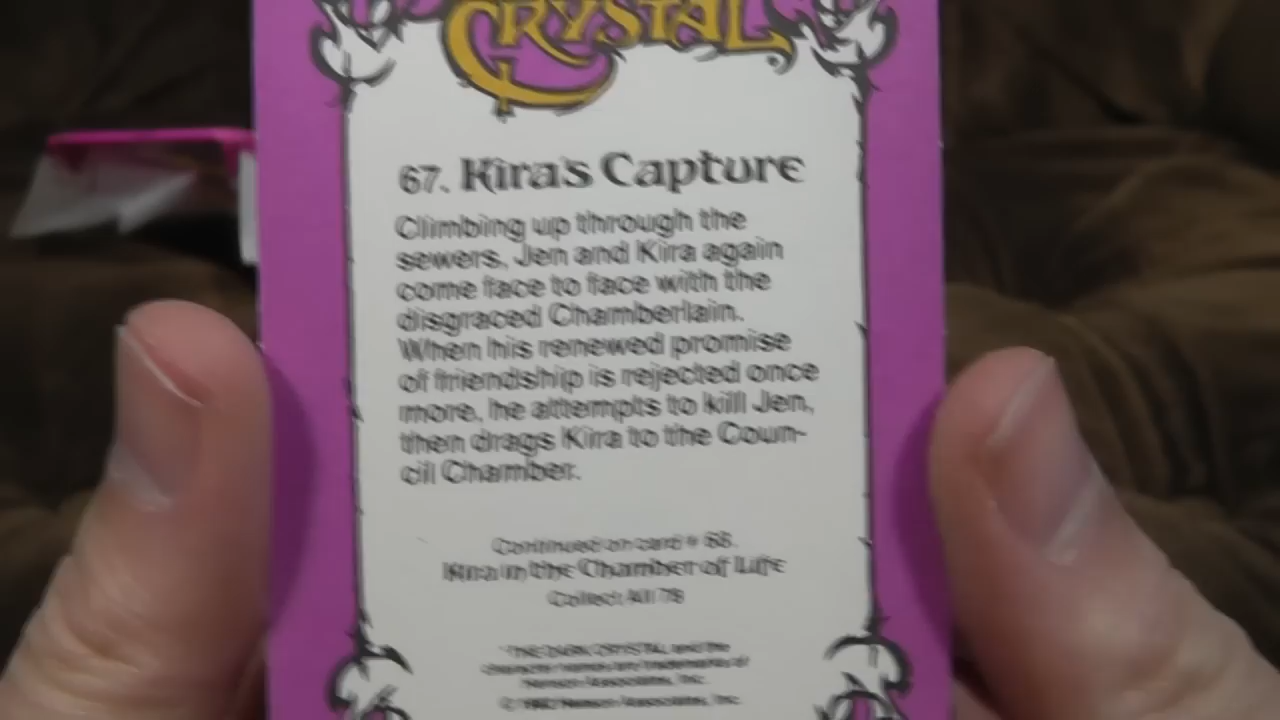 CRYSTAL
67. Kira's Capture
Climbing up through the
sewers, Jen and Kira again
come face to face with the
disgraced Chamberlain.
When his renewed promise
of friendship is rejected once
more, he attempts to kill Jen,
then drags Kira to the Coun-
cil Chamber.
Continued on card # 68.
Kira in the Chamber of Life
Collect All 78
THE DARK CRYSTAL and the
character names are trademarks of
Henson Associates, Inc.
© 1982 Henson Associates, Inc.